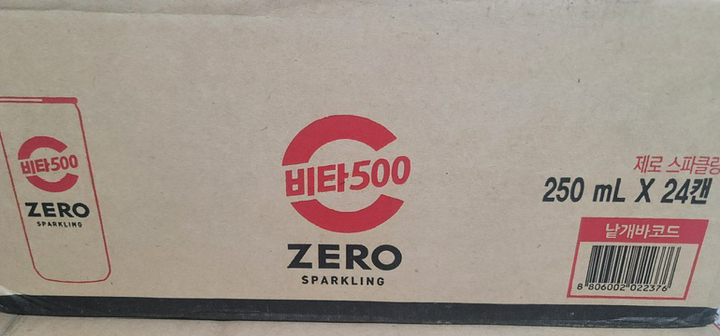 비타500
ZERO
SPARKLING
비타500
ZERO
SPARKLING
제로 스파클링
250 mL X 24캔
낱개바코드
8 806002 022376